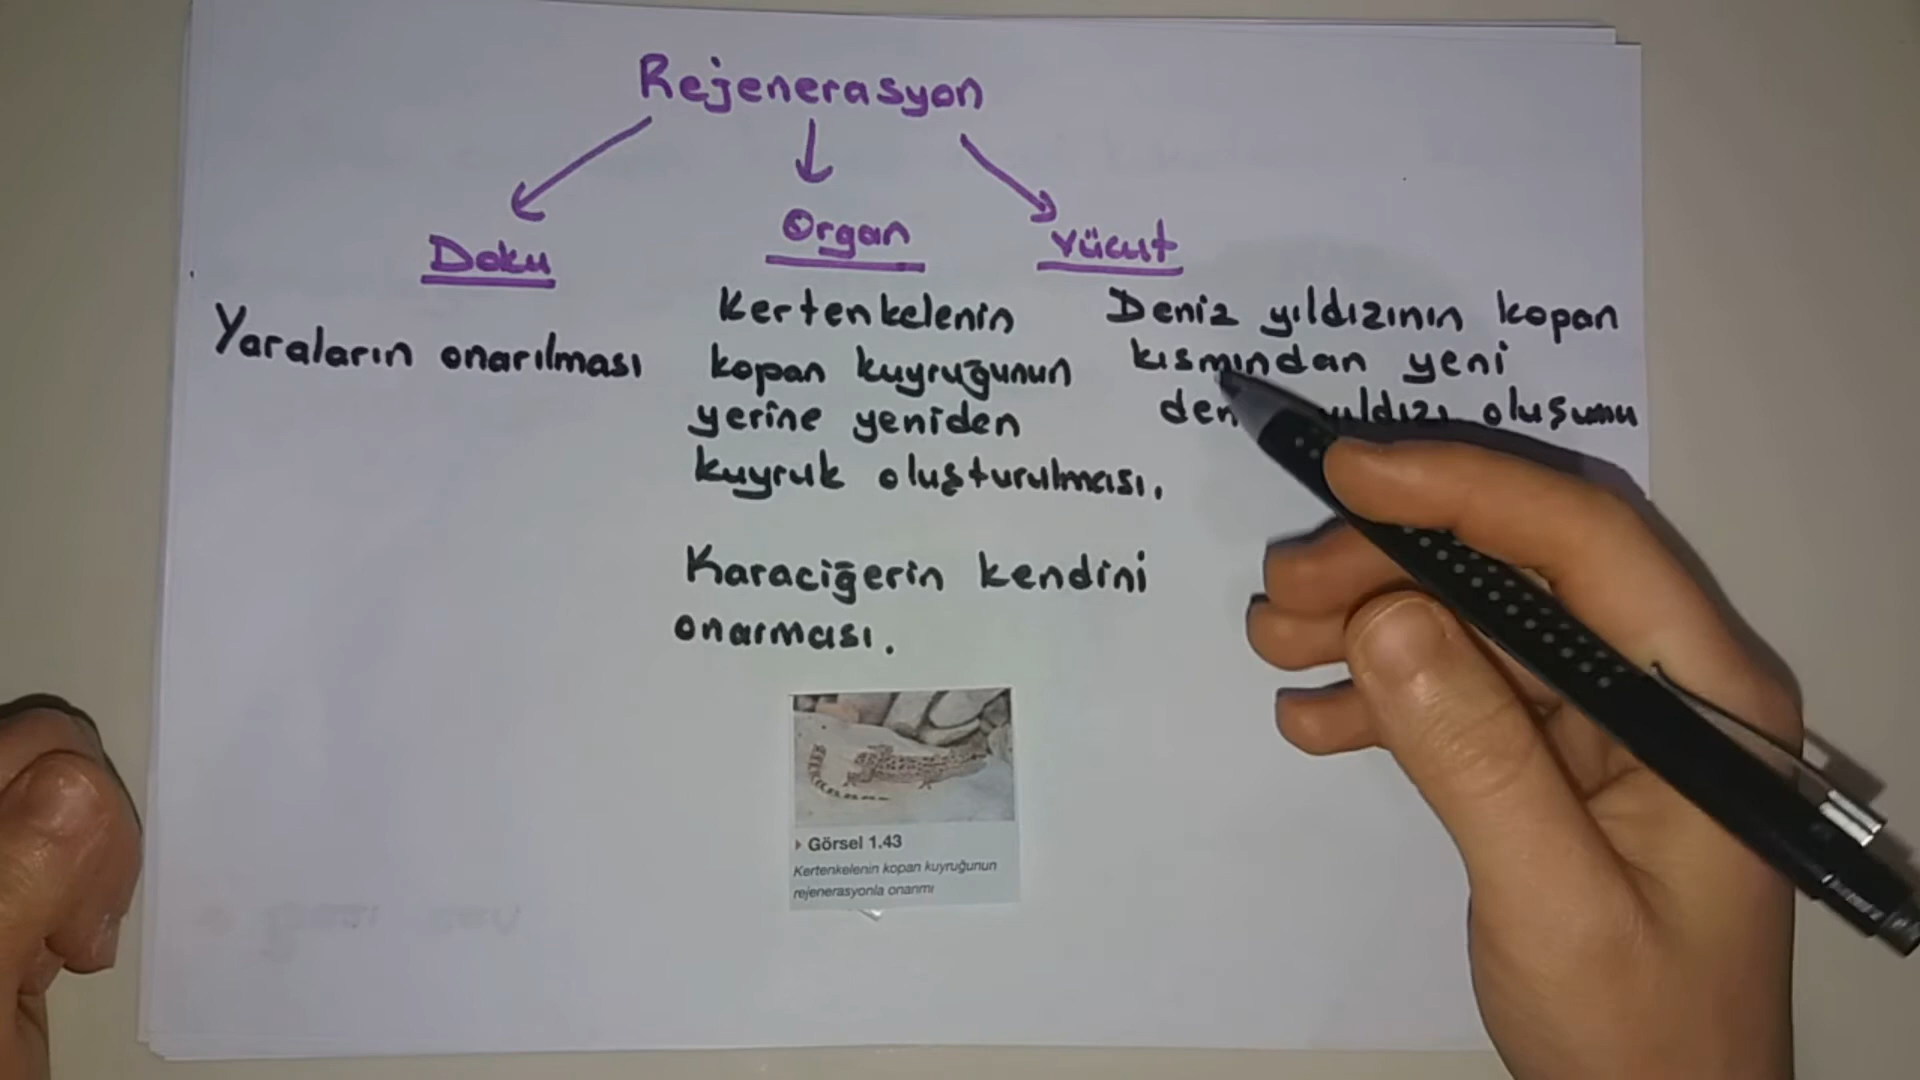 Rejenerasyon
Doku
Organ
Vücut
Yaraların onarılması
Kertenkelenin
kopan kuyruğunun
yerine yeniden
kuyruk oluşturulması.
Karaciğerin kendini
onarması.
Deniz yıldızının kopan
kısmından yeni
oluşumu
Görsel 1.43
Kertenkelenin kopan kuyruğunun
rejenerasyonla onarımı